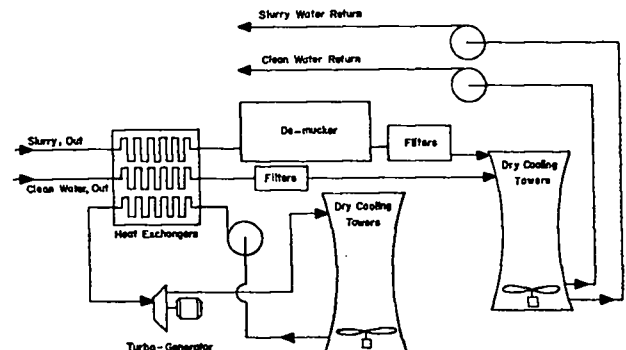 Slurry Water Return
Clean Water Return
De-mucker
Filters
Slurry, Out
Clean Water, Out
Filters
Heat Exchangers
Dry Cooling
Towers
Dry Cooling
Towers
Turbo-Generator